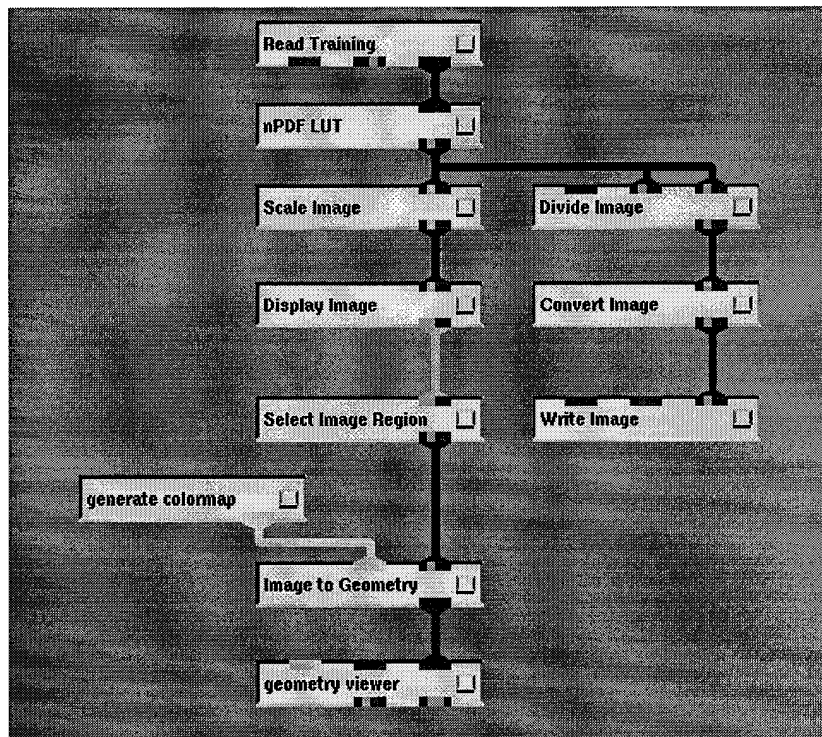 Read Training
nPDF LUT
Scale Image
Divide Image
Display Image
Convert Image
Select Image Region
Write Image
generate colormap
Image to Geometry
geometry viewer